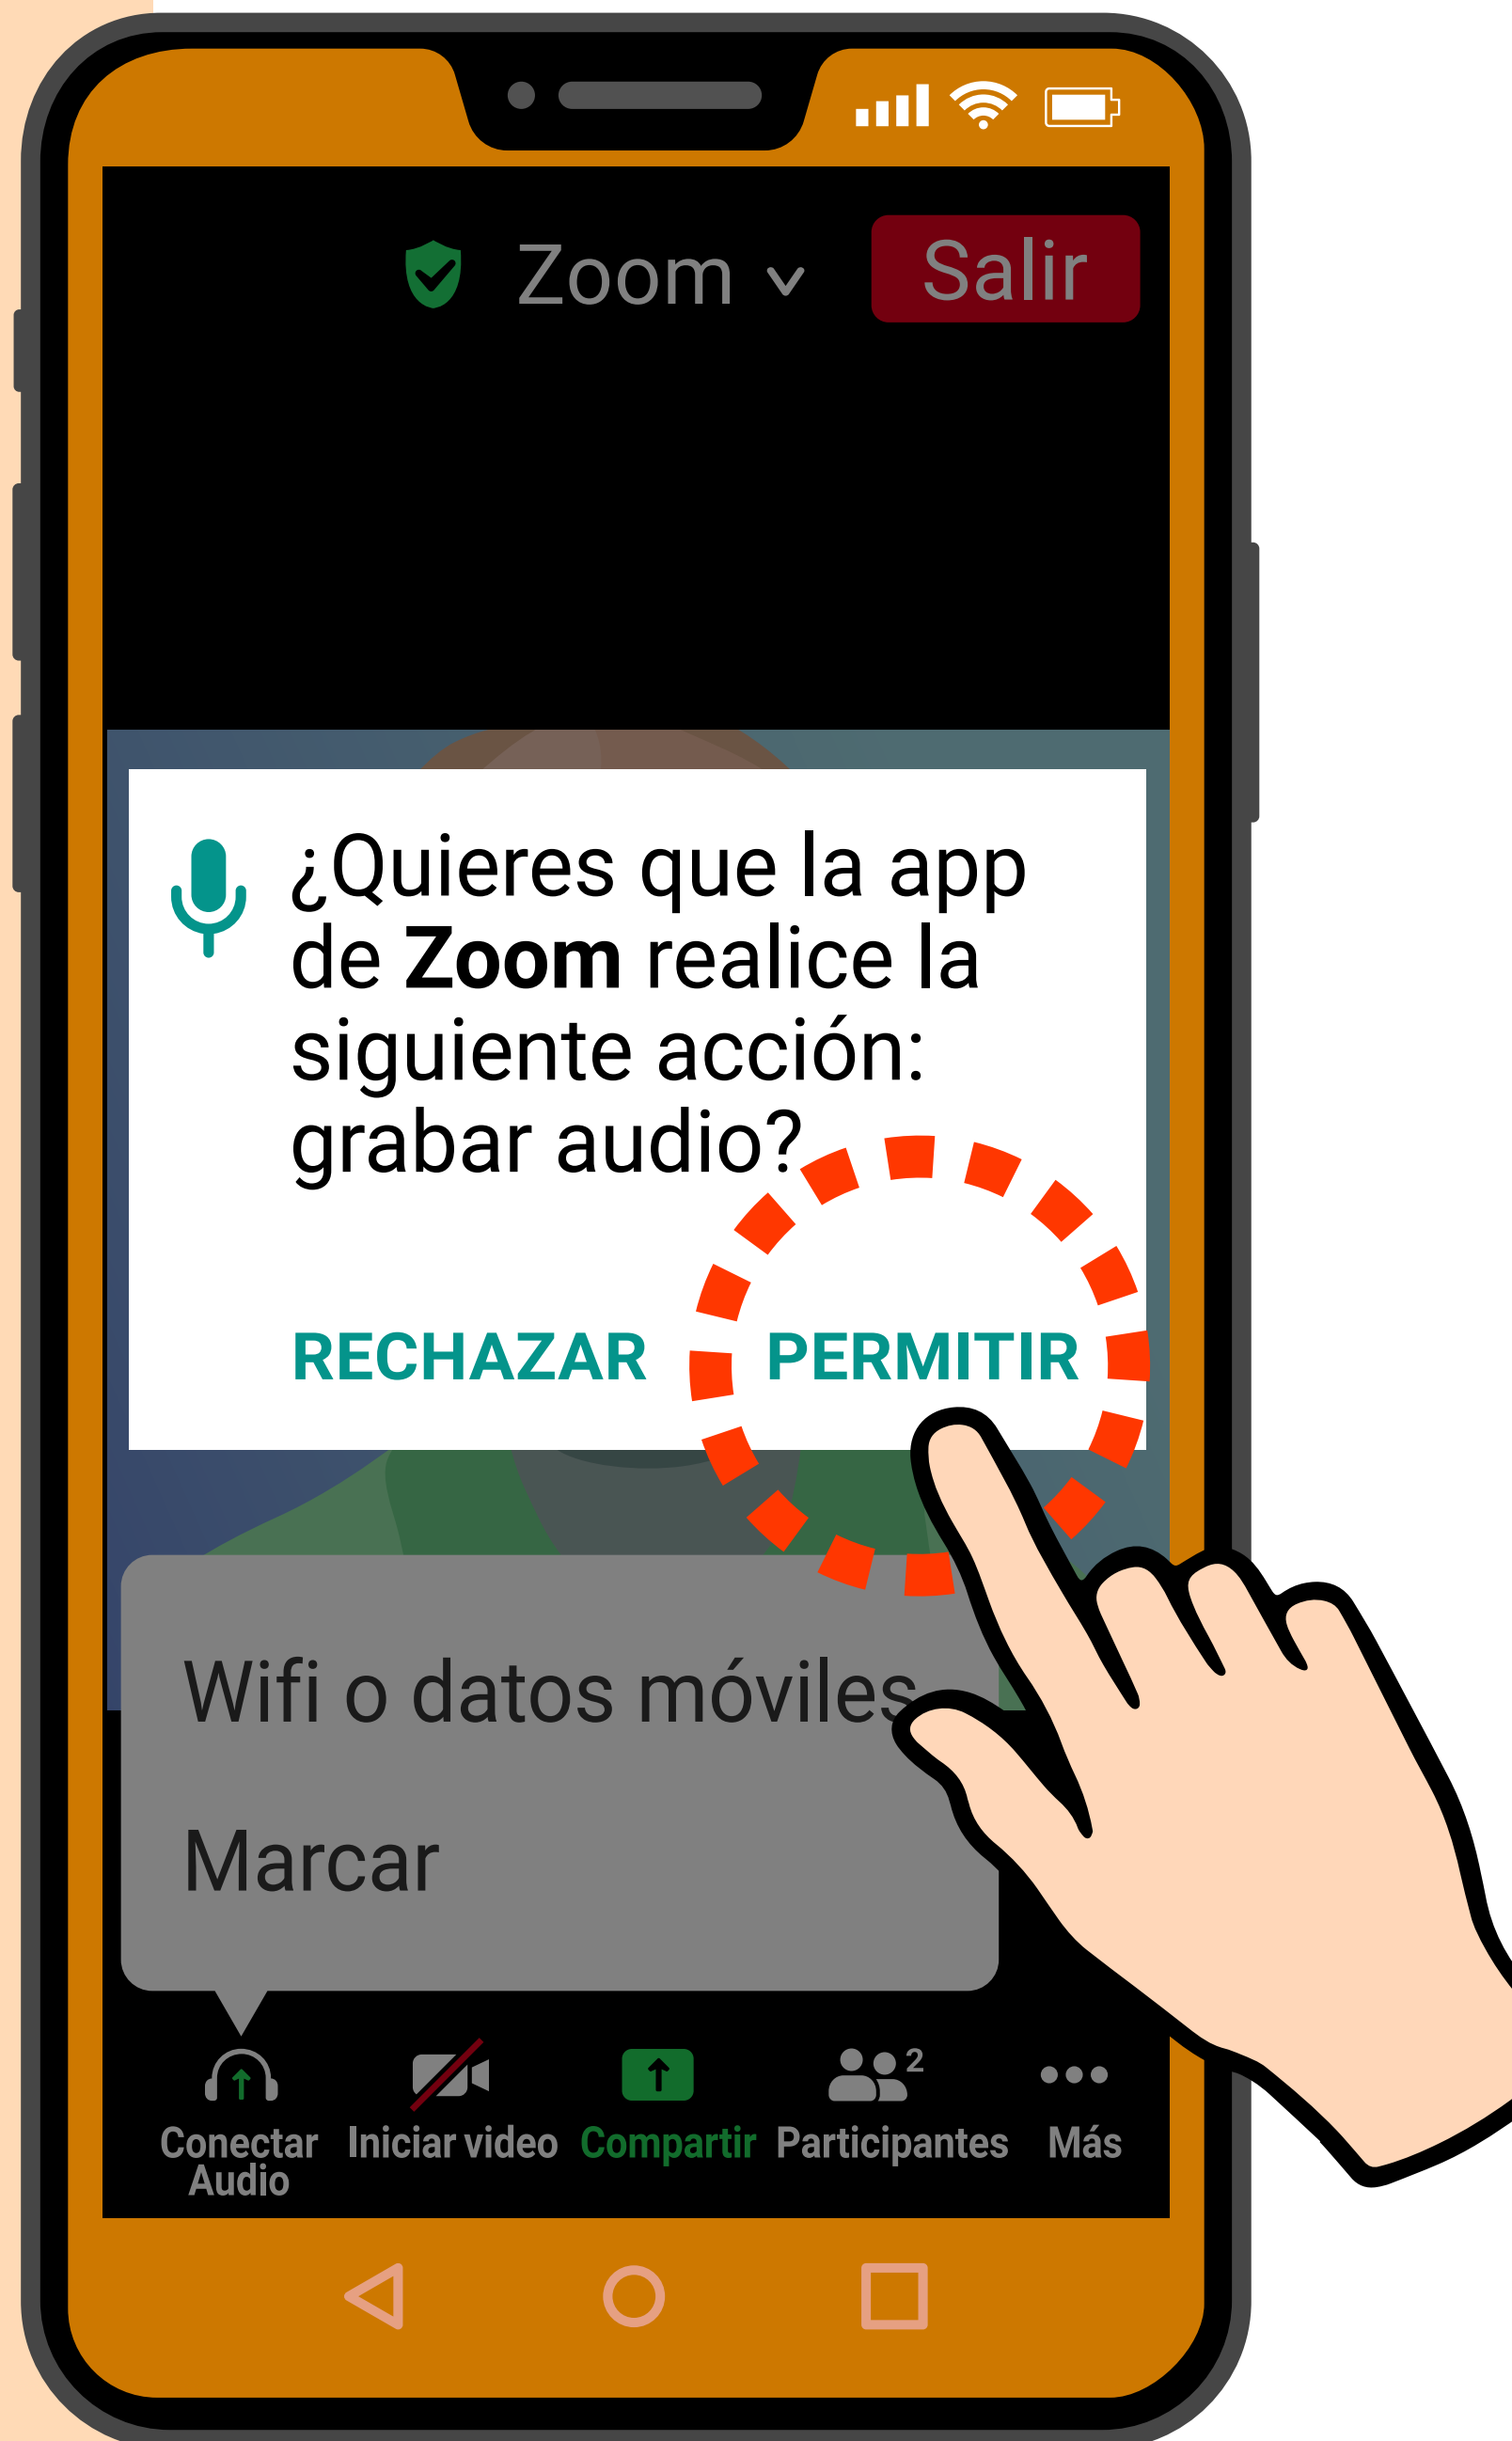 Zoom
Salir
¿Quieres que la app
de Zoom realice la
siguiente acción:
grabar audio?
RECHAZAR PERMITIR
Wifi o datos móviles
Marcar
2
Conectar Iniciar video Compartir Participantes Más
Audio